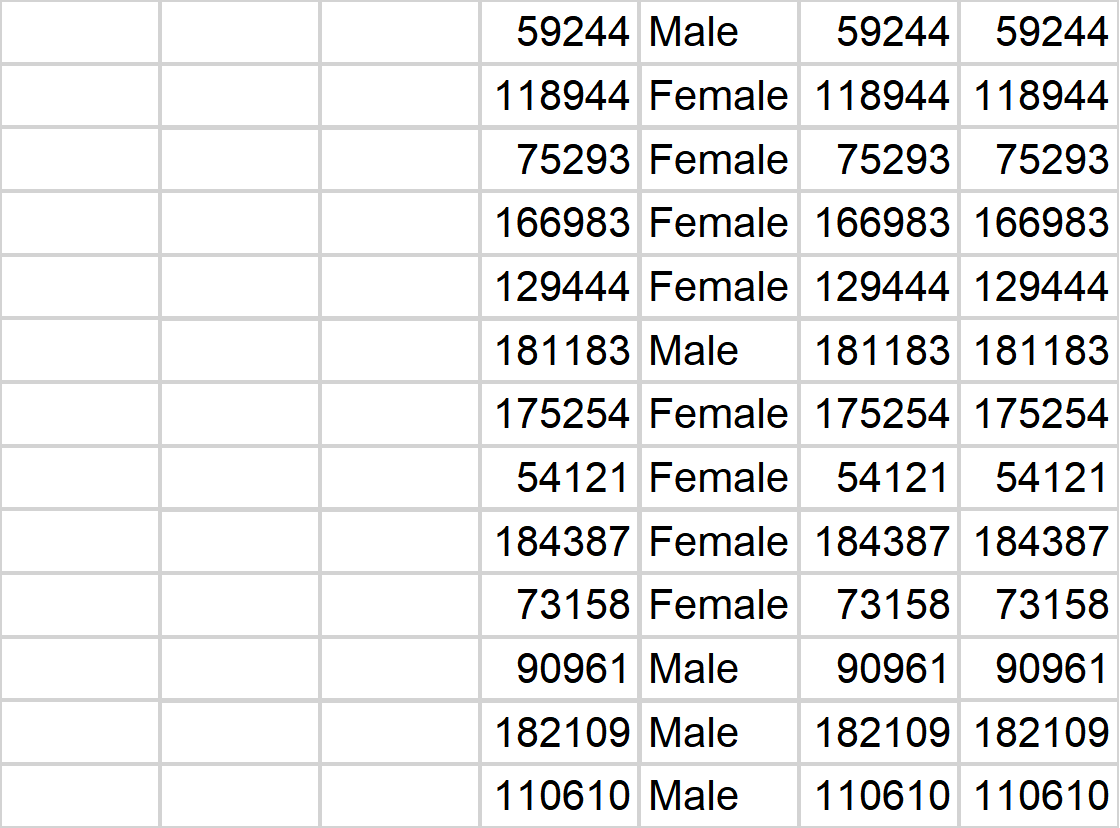 59244 Male 59244 59244
118944 Female 118944 118944
75293 Female 75293 75293
166983 Female 166983 166983
129444 Female 129444 129444
181183 Male 181183 181183
175254 Female 175254 175254
54121 Female 54121 54121
184387 Female 184387 184387
73158 Female 73158 73158
90961 Male 90961 90961
182109 Male 182109 182109
110610 Male 110610 110610